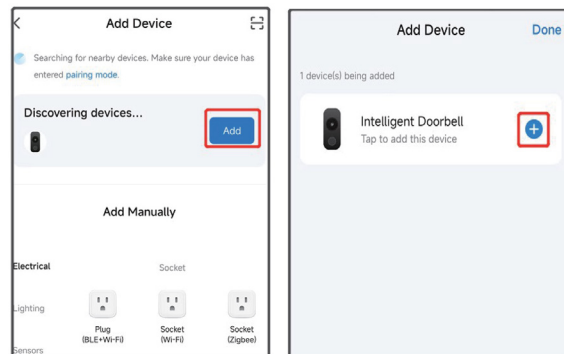 Add Device
Searching for nearby devices. Make sure your device has
entered pairing mode.
Discovering devices...
Add
Add Manually
Electrical
Socket
Lighting
Plug
(BLE+Wi-Fi)
Socket
(Wi-Fi)
Socket
(Zigbee)
Sensors
Add Device
Done
1 device(s) being added
Intelligent Doorbell
Tap to add this device